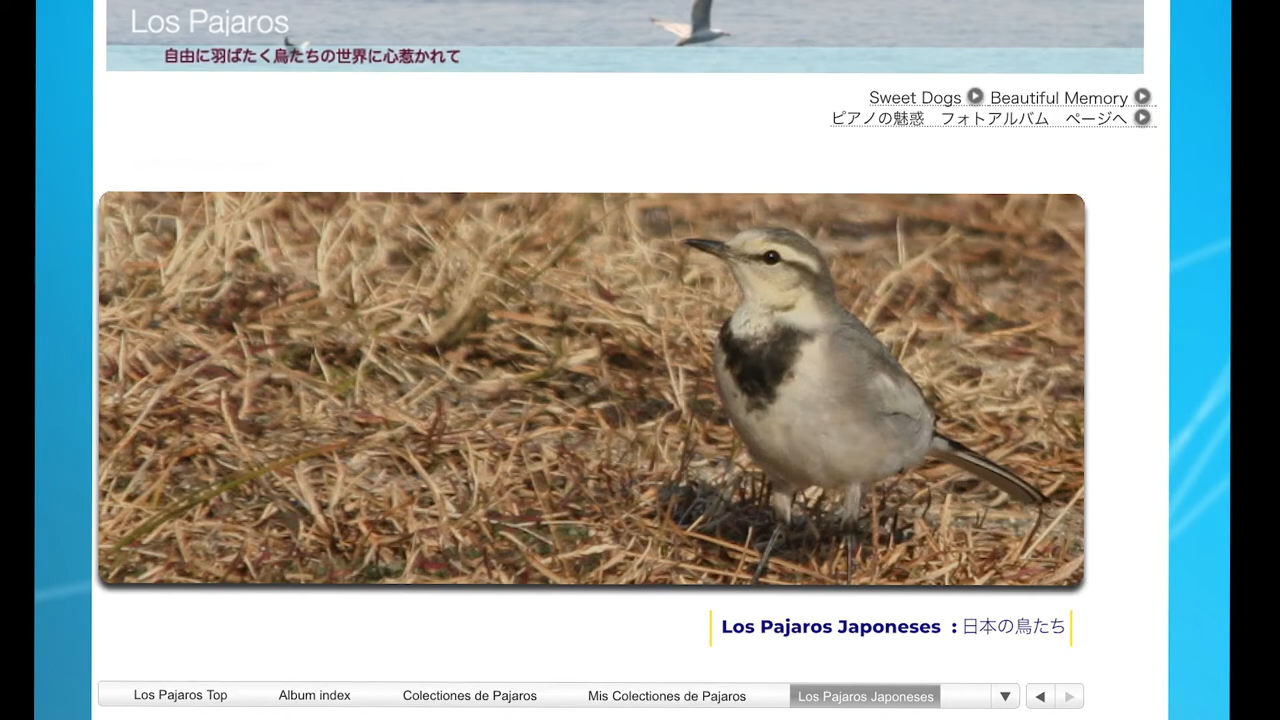 Los Pajaros
自由に羽ばたく鳥たちの世界に心惹かれて
Sweet Dogs Beautiful Memory
ピアノの魅惑 フォトアルバム ページへ
Los Pajaros Japoneses : 日本の鳥たち
Los Pajaros Top Album index Colectiones de Pajaros Mis Colectiones de Pajaros Los Pajaros Japoneses